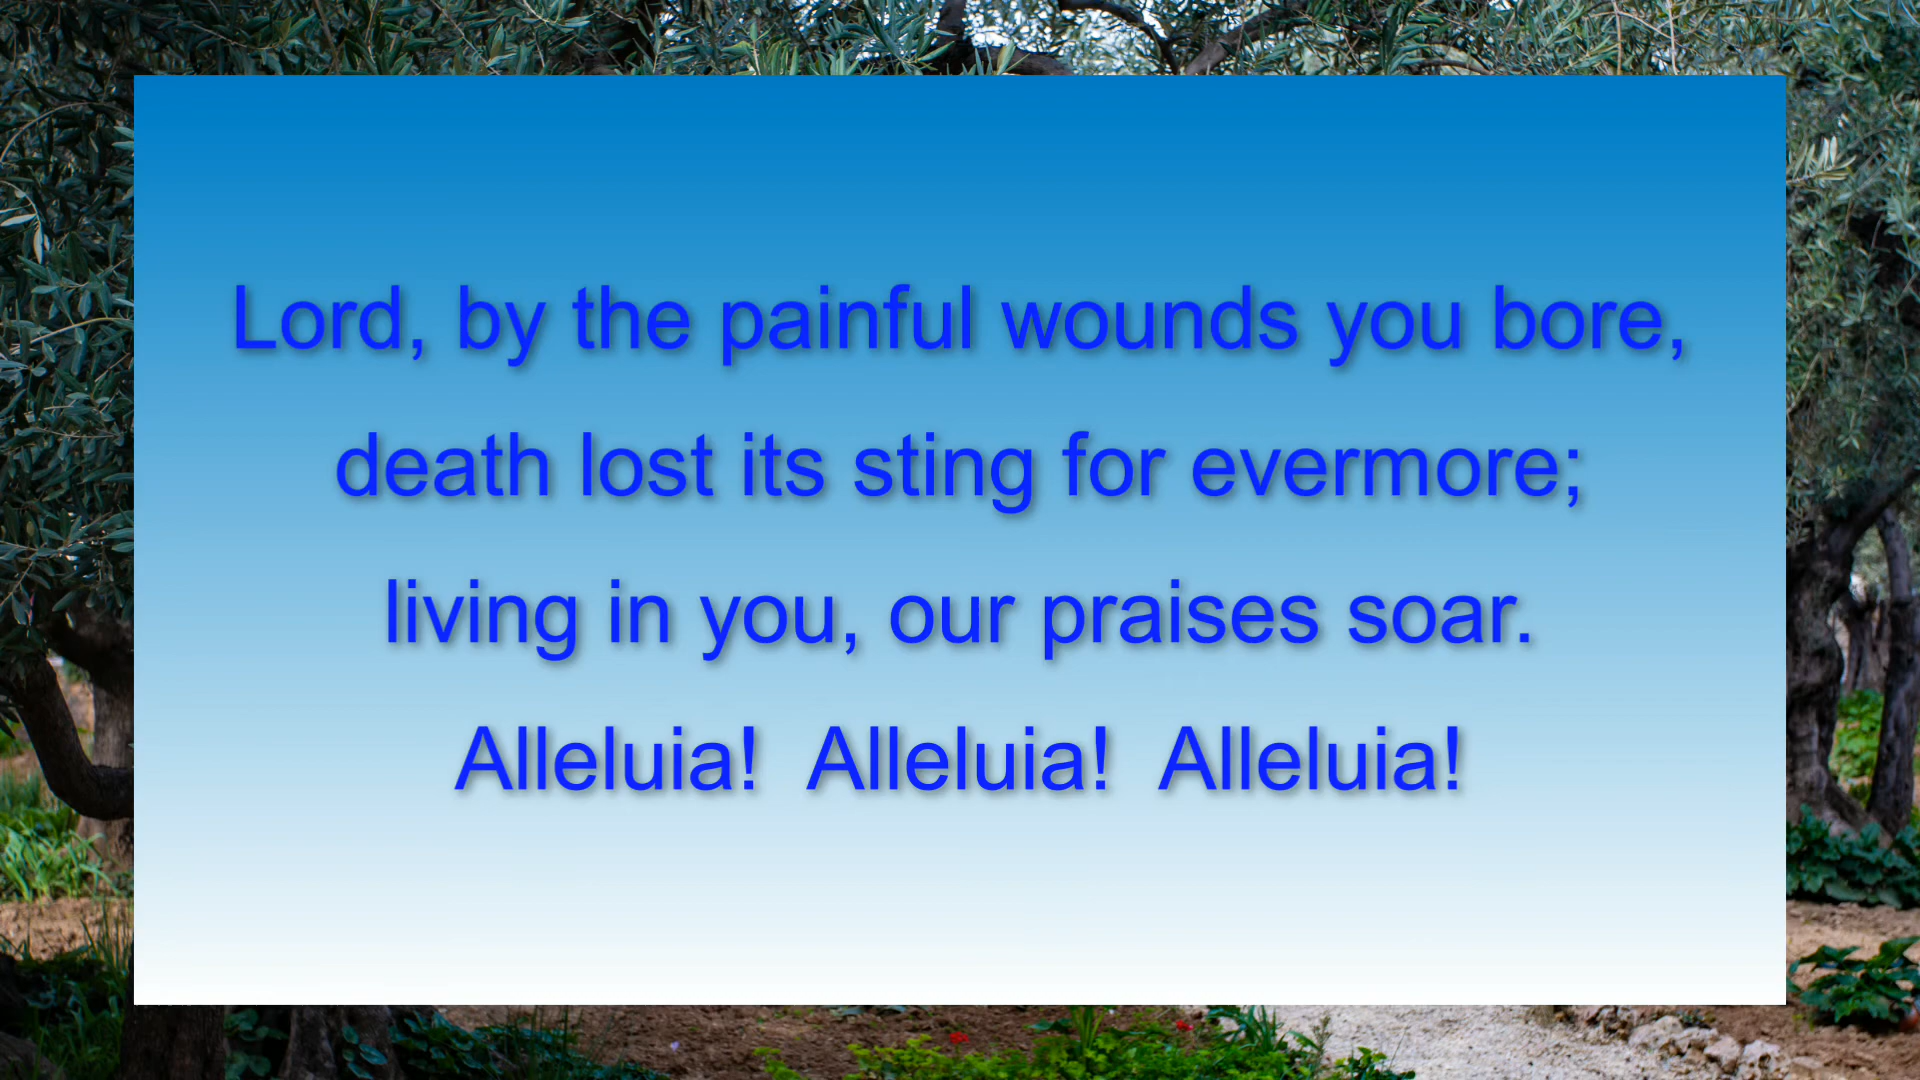 Lord, by the painful wounds you bore,
death lost its sting for evermore;
living in you, our praises soar.
Alleluia!  Alleluia!  Alleluia!